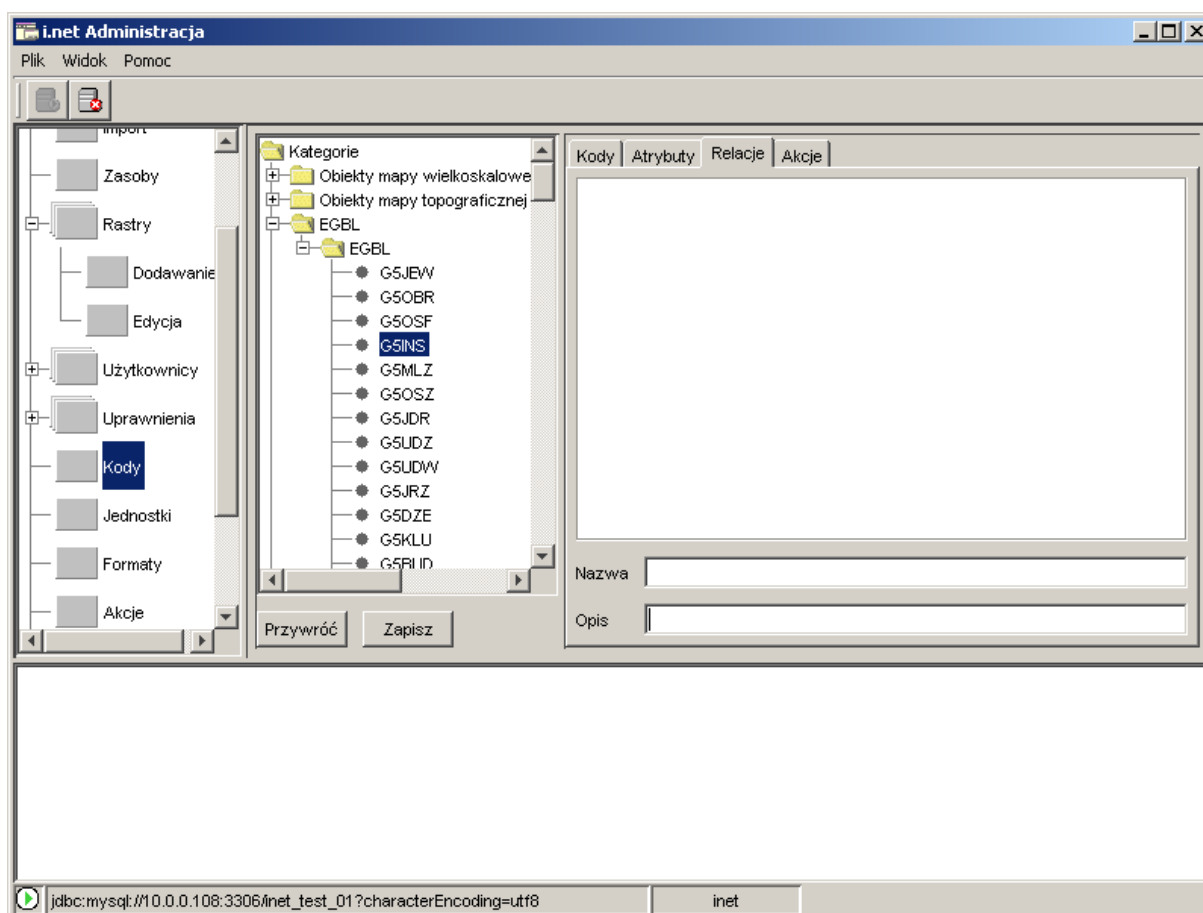 i.net Administracja
Plik Widok Pomoc
Import
Zasoby
Rastry
Dodawanie
Edycja
Użytkownicy
Uprawnienia
Kody
Jednostki
Formaty
Akcje
Kategorie
Obiekty mapy wielkoskalowe
Obiekty mapy topograficznej
EGBL
EGBL
G5JEW
G5OBR
G5OSF
G5INS
G5MLZ
G5OSZ
G5JDR
G5UDZ
G5UDW
G5JRZ
G5DZE
G5KLU
G5BUD
Przywróć Zapisz
Kody Atrybuty Relacje Akcje
Nazwa
Opis
jdbc:mysql://10.0.0.108:3306/inet_test_01?characterEncoding=utf8 inet